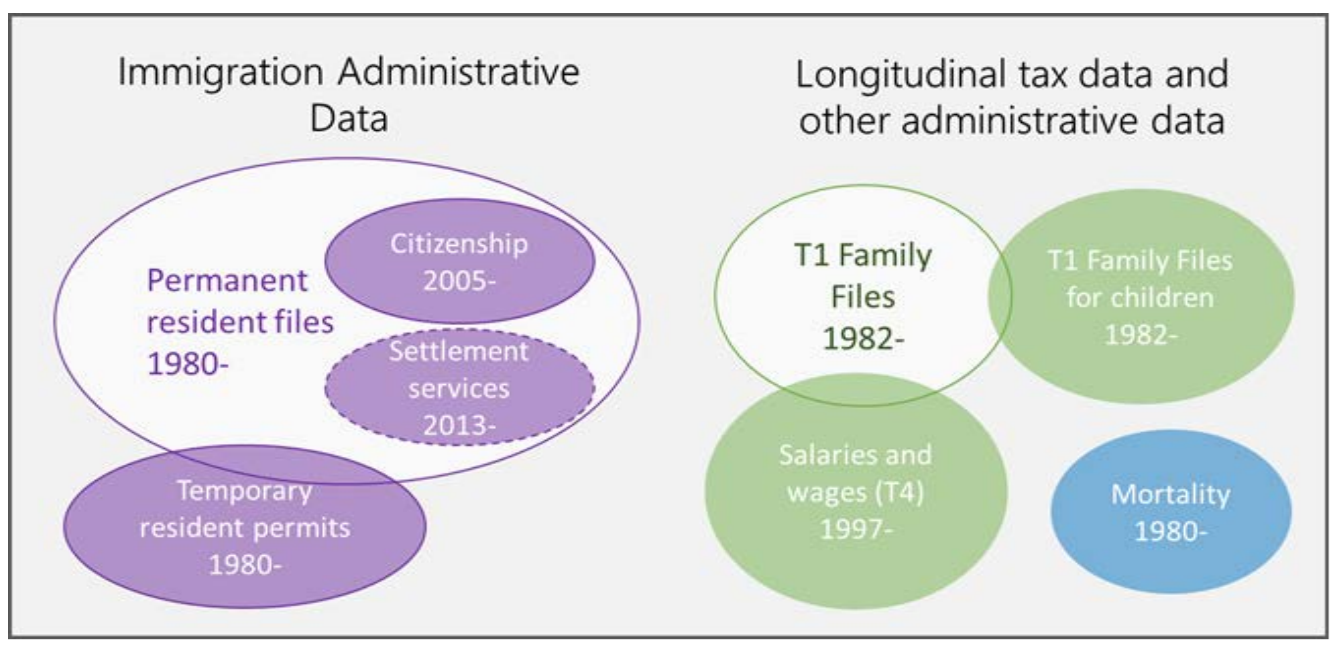 Immigration Administrative
Data
Permanent
resident files
1980-
Citizenship
2005-
Settlement
services
2013-
Temporary
resident permits
1980-
Longitudinal tax data and
other administrative data
T1 Family
Files
1982-
T1 Family Files
for children
1982-
Salaries and
wages (T4)
1997-
Mortality
1980-